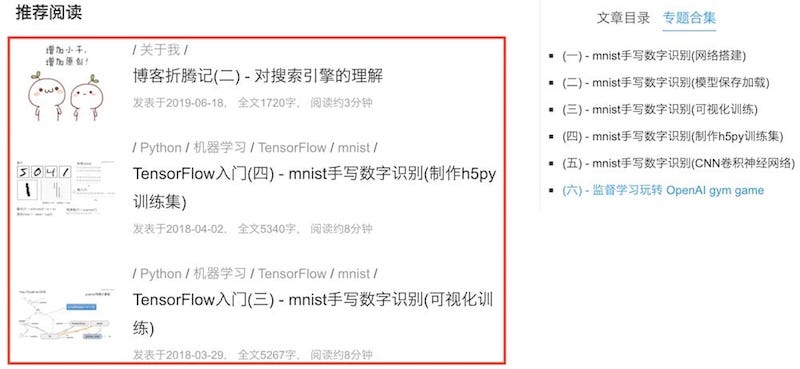 推荐阅读
增加小子,
增加原创!
/ 关于我 /
博客折腾记(二) - 对搜索引擎的理解
发表于2019-06-18, 全文1720字, 阅读约3分钟
/ Python / 机器学习 / TensorFlow / mnist /
TensorFlow入门(四) - mnist手写数字识别(制作h5py
训练集)
发表于2018-04-02, 全文5340字, 阅读约8分钟
5041
/ Python / 机器学习 / TensorFlow / mnist /
TensorFlow入门(三) - mnist手写数字识别(可视化训
练)
发表于2018-03-29, 全文5267字, 阅读约8分钟
文章目录 专题合集
(一) - mnist手写数字识别(网络搭建)
(二) - mnist手写数字识别(模型保存加载)
(三) - mnist手写数字识别(可视化训练)
(四) - mnist手写数字识别(制作h5py训练集)
(五) - mnist手写数字识别(CNN卷积神经网络)
(六) - 监督学习玩转 OpenAI gym game